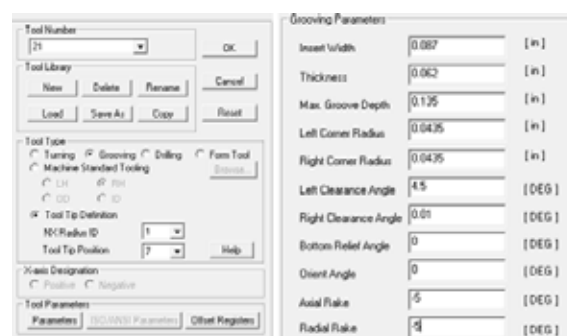 Tool Number
21
OK
Tool Library
New Delete Rename
Cancel
Load Save As Copy
Reset
Tool Type
Turning Grooving Drilling Form Tool
Machine Standard Tooling
Browse...
LH RH
OD ID
Tool Tip Definition
NX Radius ID 1
Tool Tip Position 7
Help
X-axis Designation
Positive Negative
Tool Parameters
Parameters ISO/ANSI Parameters Offset Registers
Grooving Parameters
Insert Width 0.087 [in]
Thickness 0.062 [in]
Max. Groove Depth 0.135 [in]
Left Corner Radius 0.0435 [in]
Right Corner Radius 0.0435 [in]
Left Clearance Angle 4.5 [DEG]
Right Clearance Angle 0.01 [DEG]
Bottom Relief Angle 0 [DEG]
Orient Angle 0 [DEG]
Axial Rake -5 [DEG]
Radial Rake -5 [DEG]